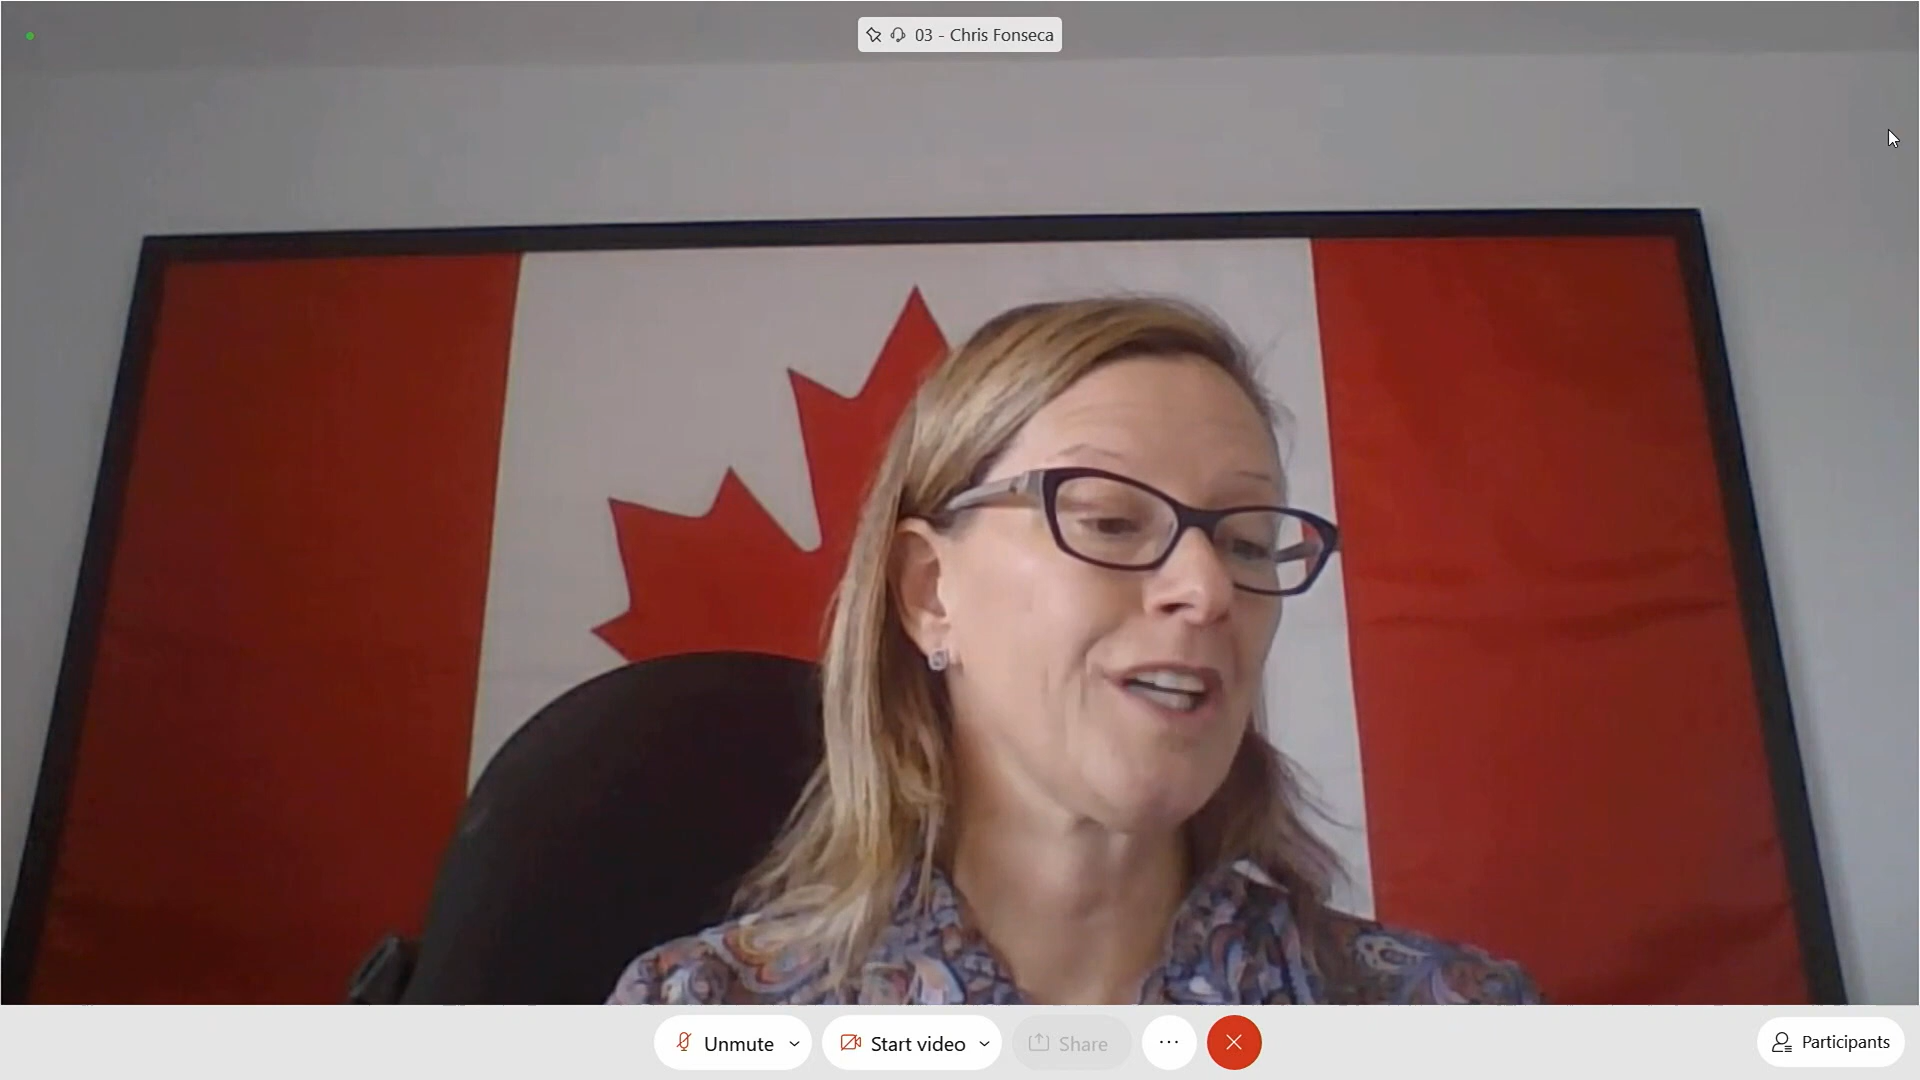 03 - Chris Fonseca
Unmute
Start video
Share
Participants